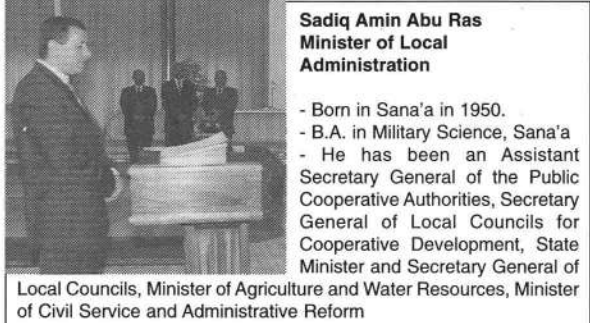 Sadiq Amin Abu Ras
Minister of Local
Administration
- Born in Sana'a in 1950.
- B.A. in Military Science, Sana'a
- He has been an Assistant
Secretary General of the Public
Cooperative Authorities, Secretary
General of Local Councils for
Cooperative Development, State
Minister and Secretary General of
Local Councils, Minister of Agriculture and Water Resources, Minister
of Civil Service and Administrative Reform